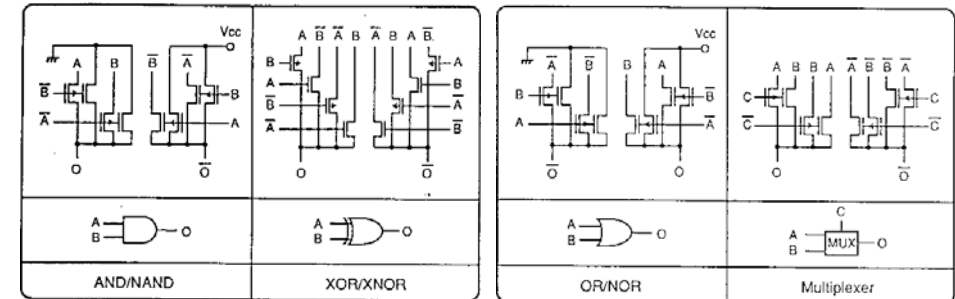 Vcc
A B B̅ A̅
B̅ B
A̅ A
O O̅
A B̅ A̅ B A̅ B A B̅
B A
A B
B̅ A̅
A̅ B̅
O O̅
Vcc
A̅ B̅ B A
B̅ B̅
A A̅
O̅ O
A B B A A̅ B̅ B̅ A̅
C C
C̅ C̅
O O̅
A
B O
A
B O
A
B O
C
A
B MUX O
AND/NAND
XOR/XNOR
OR/NOR
Multiplexer